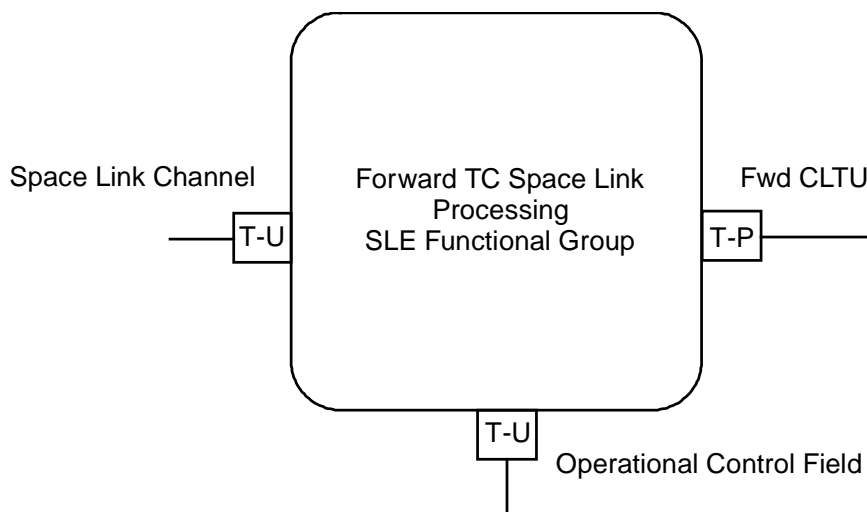 Space Link Channel
Forward TC Space Link
Processing
SLE Functional Group
Fwd CLTU
T-U
T-P
T-U
Operational Control Field